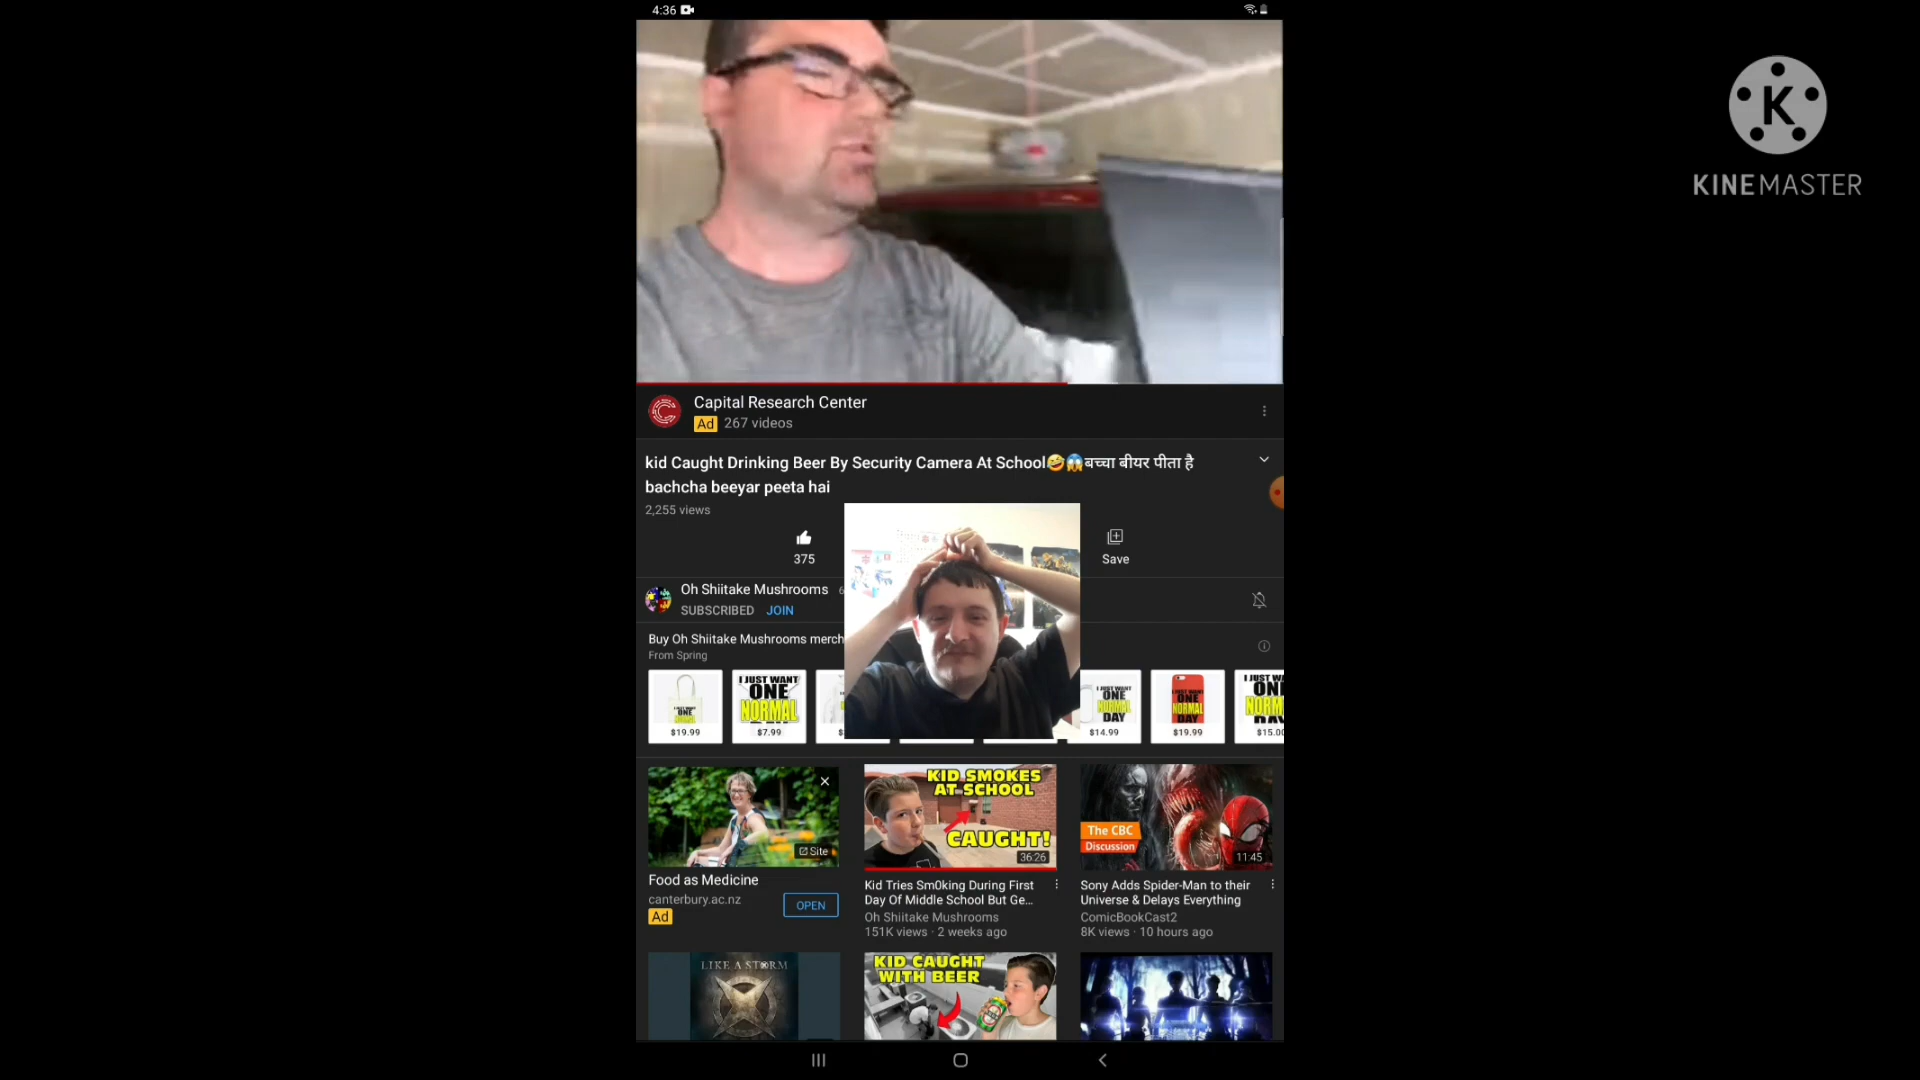 4:36
KINEMASTER
Capital Research Center
Ad 267 videos
kid Caught Drinking Beer By Security Camera At School🤣😱बच्चा बीयर पीता है
bachcha beeyar peeta hai
2,255 views
375
Save
Oh Shiitake Mushrooms
SUBSCRIBED JOIN
Buy Oh Shiitake Mushrooms merch
From Spring
I JUST WANT
ONE
NORMAL
DAY
$19.99
$7.99
$14.99
$19.99
$15.00
Site
Food as Medicine
canterbury.ac.nz
Ad
OPEN
KID SMOKES
AT SCHOOL
CAUGHT!
36:26
Kid Tries Sm0king During First
Day Of Middle School But Ge...
Oh Shiitake Mushrooms
151K views · 2 weeks ago
The CBC
Discussion
11:45
Sony Adds Spider-Man to their
Universe & Delays Everything
ComicBookCast2
8K views · 10 hours ago
LIKE A STORM
KID CAUGHT
WITH BEER